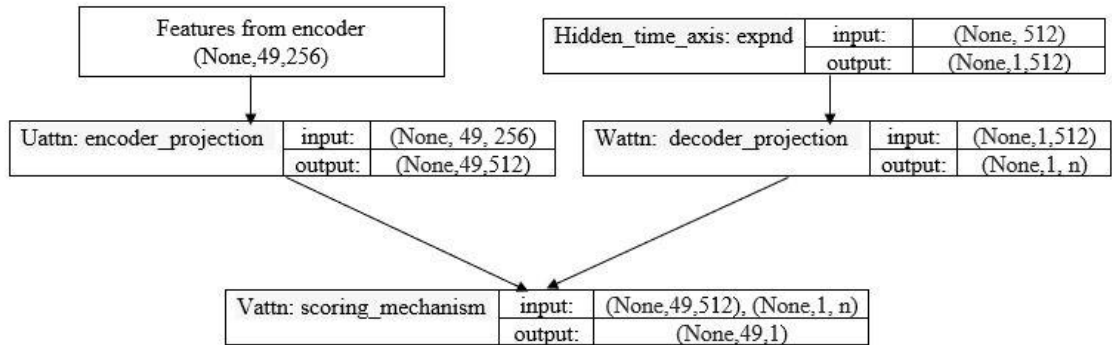 Features from encoder
(None,49,256)
Hidden_time_axis: expnd
input:
(None, 512)
output:
(None,1,512)
Uattn: encoder_projection
input:
(None, 49, 256)
output:
(None,49,512)
Wattn: decoder_projection
input:
(None,1,512)
output:
(None,1, n)
Vattn: scoring_mechanism
input:
(None,49,512), (None,1, n)
output:
(None,49,1)